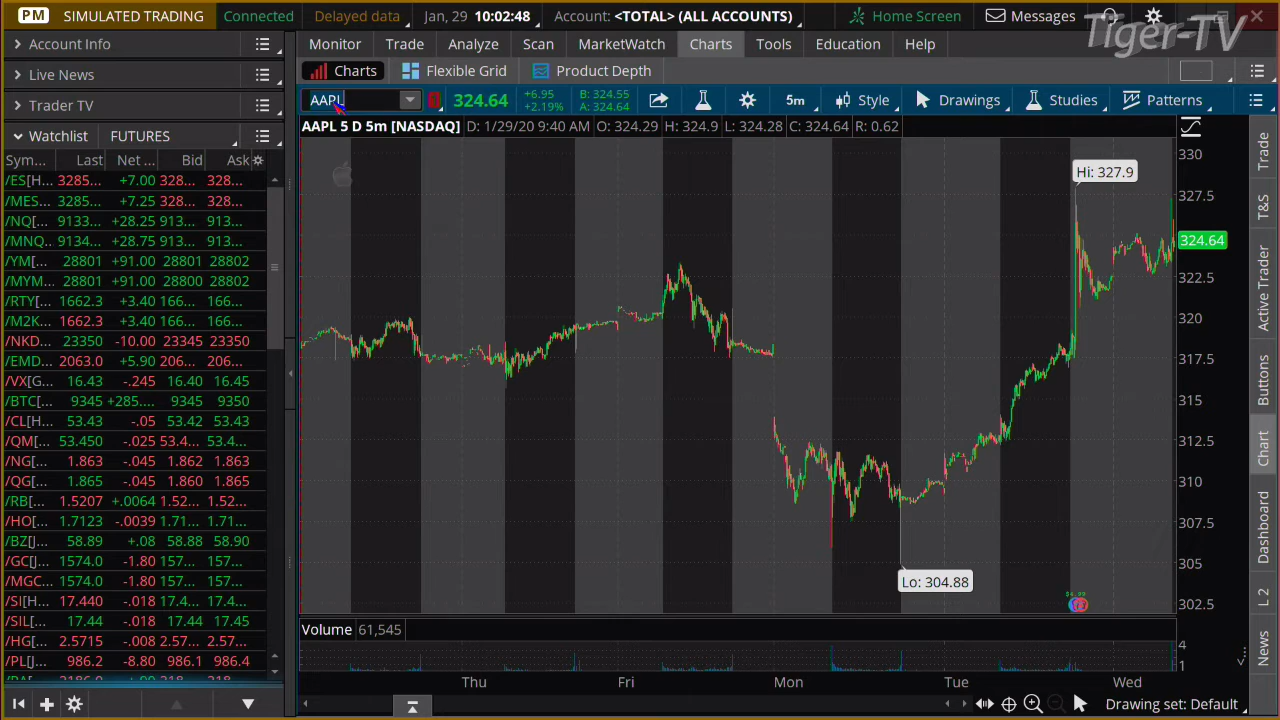 PM SIMULATED TRADING Connected Delayed data Jan, 29 10:02:48 Account: <TOTAL> (ALL ACCOUNTS) Home Screen Messages
Tiger-TV
Account Info
Monitor Trade Analyze Scan MarketWatch Charts Tools Education Help
Live News
Charts Flexible Grid Product Depth
Trader TV
AAPL 324.64 +6.95 +2.19% B: 324.55 A: 324.64 5m Style Drawings Studies Patterns
Watchlist FUTURES
AAPL 5 D 5m [NASDAQ] D: 1/29/20 9:40 AM O: 324.29 H: 324.9 L: 324.28 C: 324.64 R: 0.62
Sym... Last Net ... Bid Ask
/ES[H... 3285... +7.00 328... 328...
/MES... 3285... +7.25 328... 328...
/NQ[... 9133... +28.25 913... 913...
/MNQ... 9134... +28.75 913... 913...
/YM[... 28801 +91.00 28801 28802
/MYM... 28801 +91.00 28800 28802
/RTY[... 1662.3 +3.40 166... 166...
/M2K... 1662.3 +3.40 166... 166...
/NKD... 23350 -10.00 23345 23350
/EMD... 2063.0 +5.90 206... 206...
/VX[G... 16.43 -.245 16.40 16.45
/BTC[... 9345 +285.... 9345 9350
/CL[H... 53.43 -.05 53.42 53.43
/QM[... 53.450 -.025 53.4... 53.4...
/NG[... 1.863 -.045 1.862 1.863
/QG[... 1.865 -.045 1.860 1.865
/RB[... 1.5207 +.0064 1.52... 1.52...
/HO[... 1.7123 -.0039 1.71... 1.71...
/BZ[J... 58.89 +.08 58.88 58.90
/GC[J... 1574.0 -1.80 157... 157...
/MGC... 1574.0 -1.80 157... 157...
/SI[H... 17.440 -.018 17.4... 17.4...
/SIL[... 17.44 -.018 17.44 17.45
/HG[... 2.5715 -.008 2.57... 2.57...
/PL[J... 986.2 -8.80 986.1 986.4
Hi: 327.9
Lo: 304.88
$4.99
330
327.5
324.64
322.5
320
317.5
315
312.5
310
307.5
305
302.5
Volume 61,545
4
1
Thu Fri Mon Tue Wed
Drawing set: Default
Trade
T&S
Active Trader
Buttons
Chart
Dashboard
L 2
News